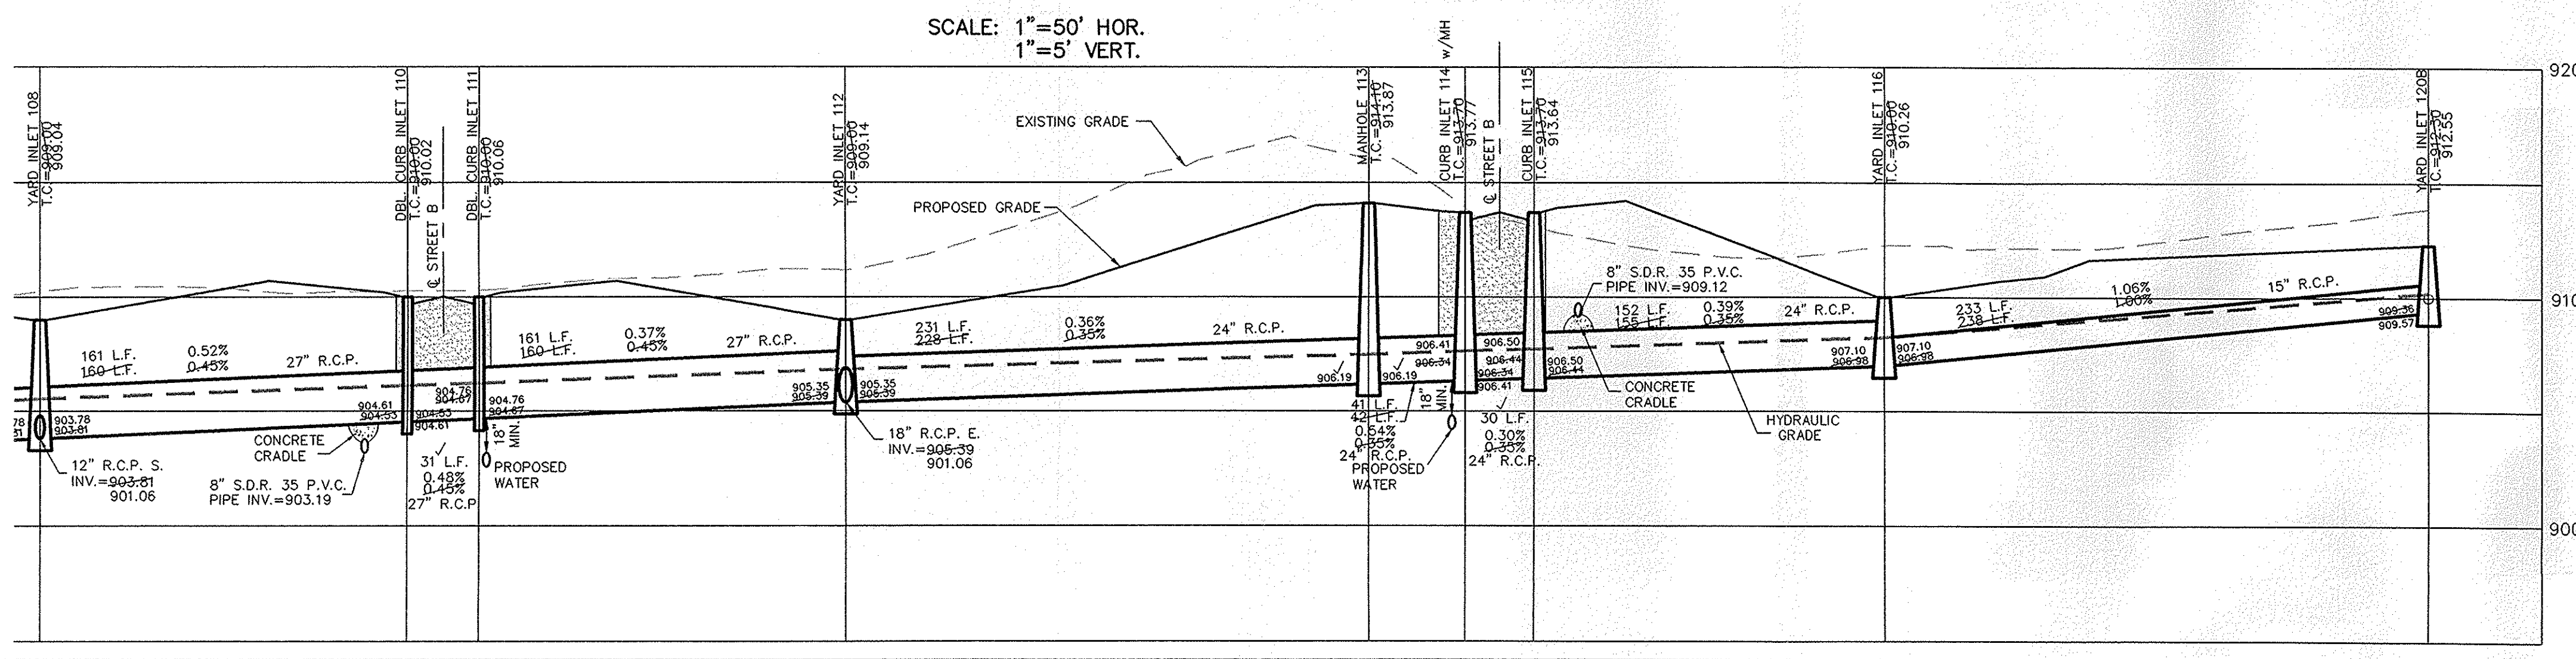 SCALE: 1"=50' HOR.
1"=5' VERT.
YARD INLET 108
T.C.=909.00
909.04
DBL. CURB INLET 110
T.C.=910.00
910.02
℄ STREET B
DBL. CURB INLET 111
T.C.=910.00
910.06
YARD INLET 112
T.C.=909.00
909.14
MANHOLE 113
T.C.=914.10
913.87
CURB INLET 114 w/MH
T.C.=913.70
913.77
℄ STREET B
CURB INLET 115
T.C.=913.70
913.64
YARD INLET 116
T.C.=910.00
910.26
YARD INLET 120B
T.C.=912.50
912.55
920
910
900
EXISTING GRADE
PROPOSED GRADE
161 L.F.
160 L.F.
0.52%
0.45%
27" R.C.P.
161 L.F.
160 L.F.
0.37%
0.45%
27" R.C.P.
231 L.F.
228 L.F.
0.36%
0.35%
24" R.C.P.
8" S.D.R. 35 P.V.C.
PIPE INV.=909.12
152 L.F.
155 L.F.
0.39%
0.35%
24" R.C.P.
233 L.F.
238 L.F.
1.06%
1.00%
15" R.C.P.
78
81
903.78
903.81
904.61
904.53
904.53
904.61
904.76
904.67
904.76
904.67
905.35
905.39
905.35
905.39
906.19
906.19
906.41
906.34
906.50
906.44
906.34
906.41
906.50
906.44
907.10
906.98
907.10
906.98
909.36
909.57
12" R.C.P. S.
INV.=903.81
901.06
CONCRETE
CRADLE
8" S.D.R. 35 P.V.C.
PIPE INV.=903.19
31 L.F.
0.48%
0.45%
27" R.C.P.
18"
MIN.
PROPOSED
WATER
18" R.C.P. E.
INV.=905.39
901.06
41 L.F.
42 L.F.
0.54%
0.35%
24" R.C.P.
18"
MIN.
PROPOSED
WATER
30 L.F.
0.30%
0.35%
24" R.C.P.
CONCRETE
CRADLE
HYDRAULIC
GRADE